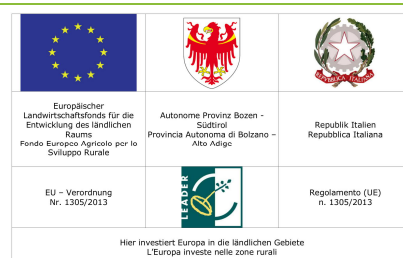 REPVBBLICA ITALIANA
Europäischer
Landwirtschaftsfonds für die
Entwicklung des ländlichen
Raums
Fondo Europeo Agricolo per lo
Sviluppo Rurale
Autonome Provinz Bozen -
Südtirol
Provincia Autonoma di Bolzano –
Alto Adige
Republik Italien
Repubblica Italiana
EU – Verordnung
Nr. 1305/2013
LEADER
Regolamento (UE)
n. 1305/2013
Hier investiert Europa in die ländlichen Gebiete
L'Europa investe nelle zone rurali